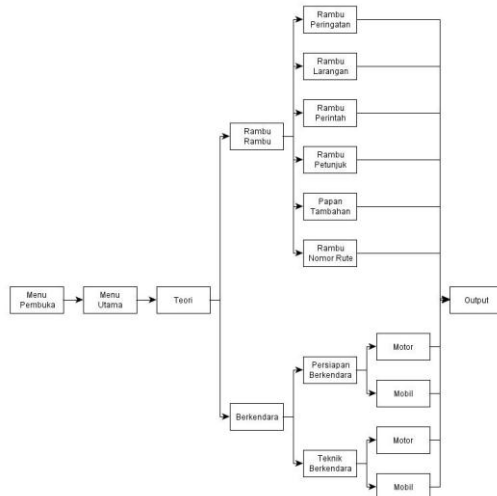 Rambu
Peringatan
Rambu
Larangan
Rambu
Perintah
Rambu
Rambu
Rambu
Petunjuk
Papan
Tambahan
Rambu
Nomor Rute
Menu
Pembuka
Menu
Utama
Teori
Output
Persiapan
Berkendara
Motor
Mobil
Berkendara
Teknik
Berkendara
Motor
Mobil